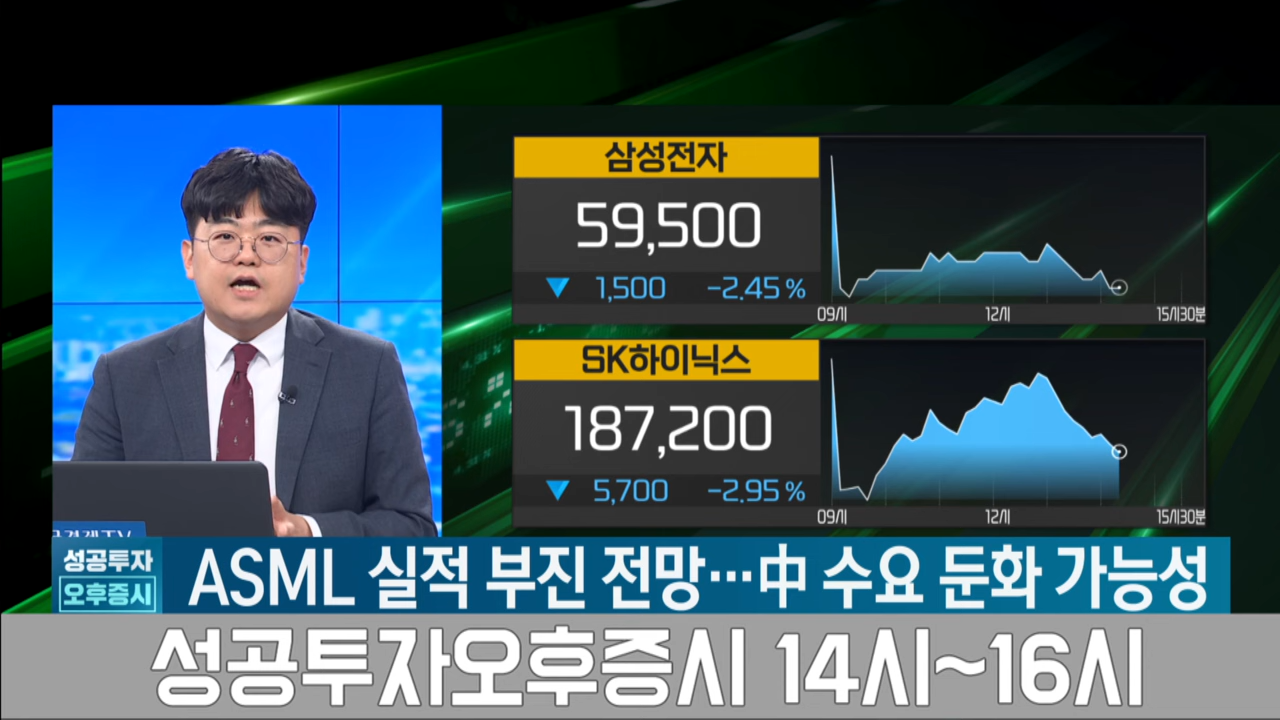 삼성전자
59,500
▼ 1,500 -2.45%
09시 12시 15시30분
SK하이닉스
187,200
▼ 5,700 -2.95%
09시 12시 15시30분
성공투자
오후증시
ASML 실적 부진 전망…中 수요 둔화 가능성
성공투자오후증시 14시~16시